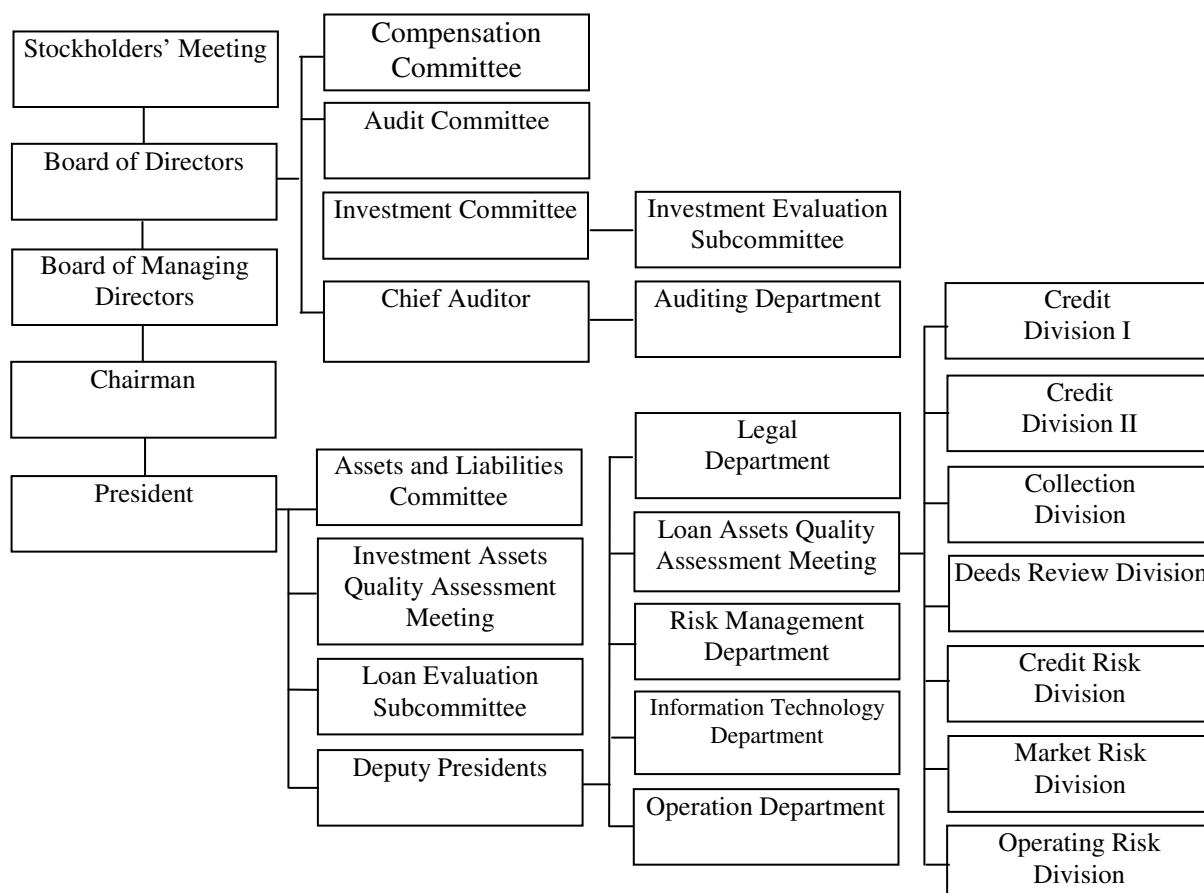 Stockholders’ Meeting
Board of Directors
Board of Managing
Directors
Chairman
President
Compensation
Committee
Audit Committee
Investment Committee
Chief Auditor
Investment Evaluation
Subcommittee
Auditing Department
Assets and Liabilities
Committee
Investment Assets
Quality Assessment
Meeting
Loan Evaluation
Subcommittee
Deputy Presidents
Legal
Department
Loan Assets Quality
Assessment Meeting
Risk Management
Department
Information Technology
Department
Operation Department
Credit
Division I
Credit
Division II
Collection
Division
Deeds Review Division
Credit Risk
Division
Market Risk
Division
Operating Risk
Division